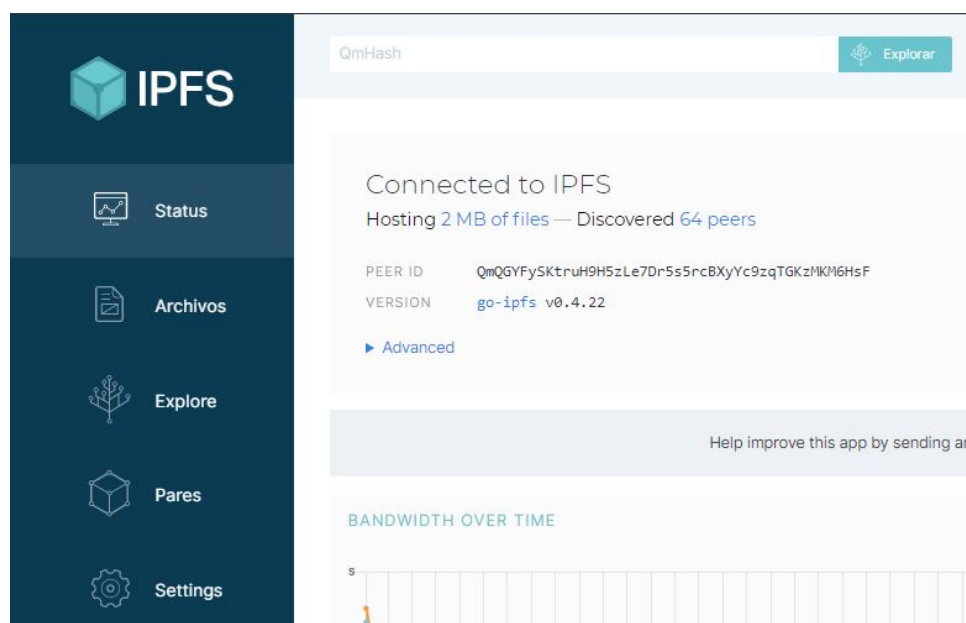 IPFS
Status
Archivos
Explore
Pares
Settings
QmHash
Explorar
Connected to IPFS
Hosting 2 MB of files — Discovered 64 peers
PEER ID QmQGYFySKtruH9H5zLe7Dr5s5rcBXyYc9zqTGKzMKM6HsF
VERSION go-ipfs v0.4.22
▶ Advanced
Help improve this app by sending an
BANDWIDTH OVER TIME
s